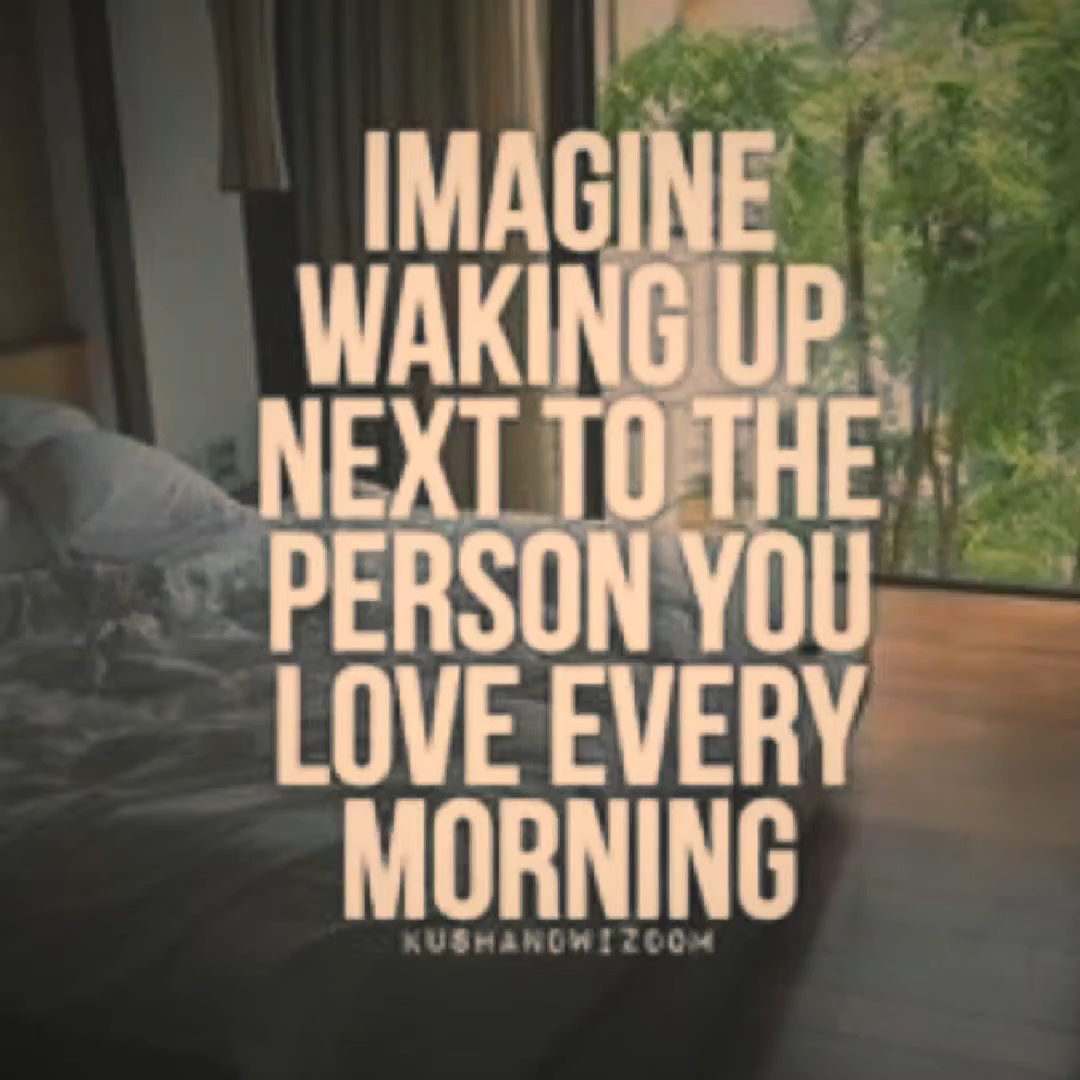 IMAGINE
WAKING UP
NEXT TO THE
PERSON YOU
LOVE EVERY
MORNING
KUSHANDWIZDOM